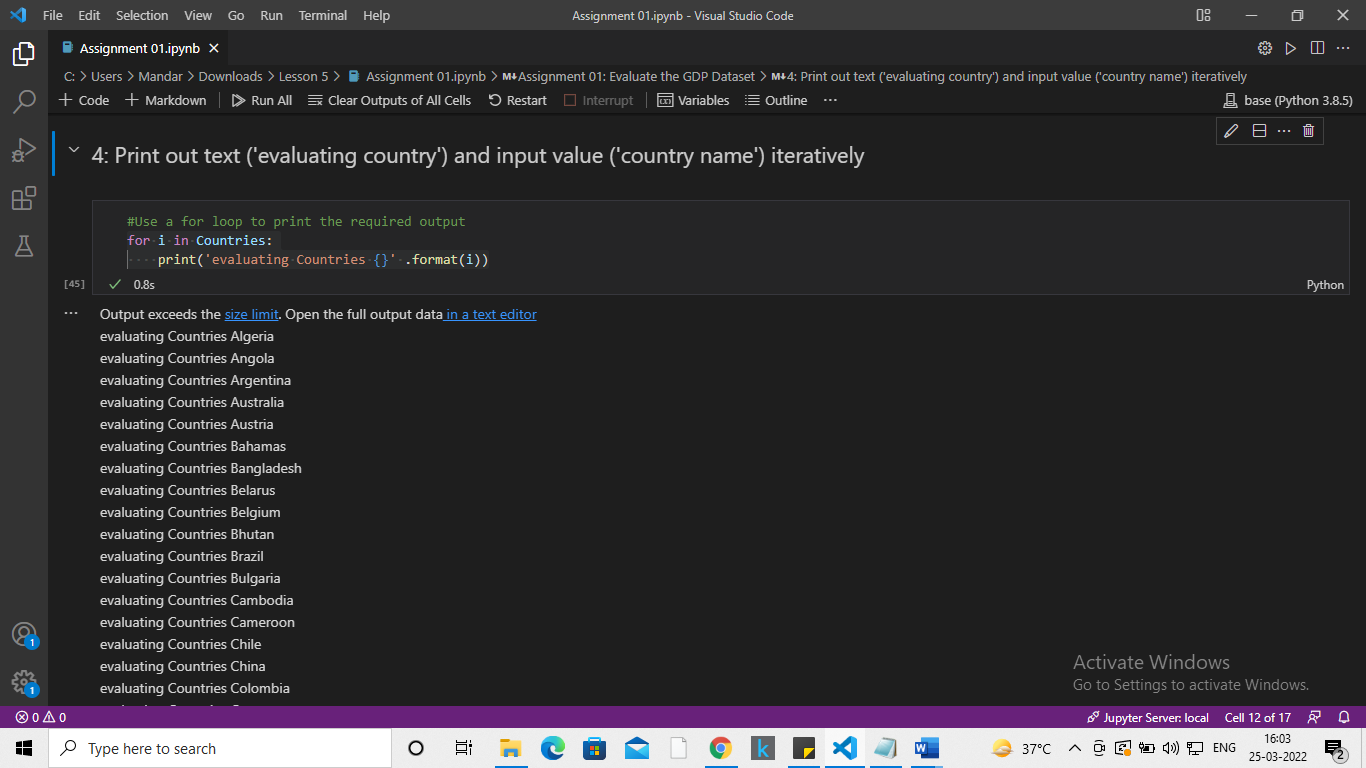 File Edit Selection View Go Run Terminal Help Assignment 01.ipynb - Visual Studio Code
Assignment 01.ipynb
C: > Users > Mandar > Downloads > Lesson 5 > Assignment 01.ipynb > M↓Assignment 01: Evaluate the GDP Dataset > M↓4: Print out text ('evaluating country') and input value ('country name') iteratively
+ Code + Markdown Run All Clear Outputs of All Cells Restart Interrupt Variables Outline ... base (Python 3.8.5)
4: Print out text ('evaluating country') and input value ('country name') iteratively
#Use a for loop to print the required output
for i in Countries:
    print('evaluating Countries {}' .format(i))
[45] 0.8s Python
Output exceeds the size limit. Open the full output data in a text editor
evaluating Countries Algeria
evaluating Countries Angola
evaluating Countries Argentina
evaluating Countries Australia
evaluating Countries Austria
evaluating Countries Bahamas
evaluating Countries Bangladesh
evaluating Countries Belarus
evaluating Countries Belgium
evaluating Countries Bhutan
evaluating Countries Brazil
evaluating Countries Bulgaria
evaluating Countries Cambodia
evaluating Countries Cameroon
evaluating Countries Chile
evaluating Countries China
evaluating Countries Colombia
Activate Windows
Go to Settings to activate Windows.
1
1
0 0 Jupyter Server: local Cell 12 of 17
Type here to search 37°C ENG 16:03
25-03-2022 2